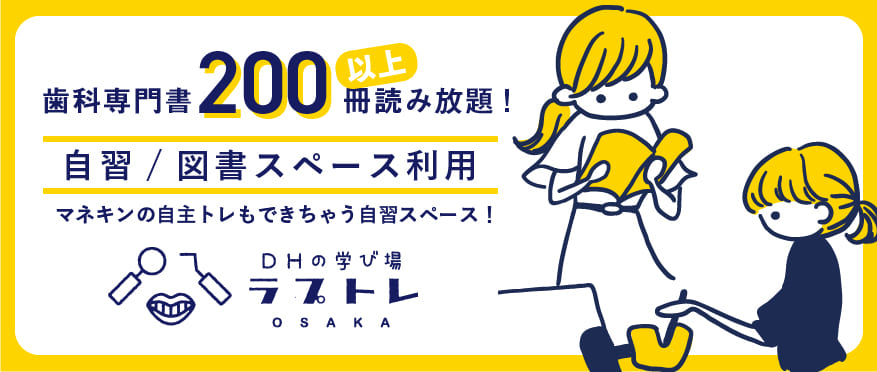 歯科専門書200以上冊読み放題!
自習/図書スペース利用
マネキンの自主トレもできちゃう自習スペース!
DHの学び場
ラプトレ
OSAKA